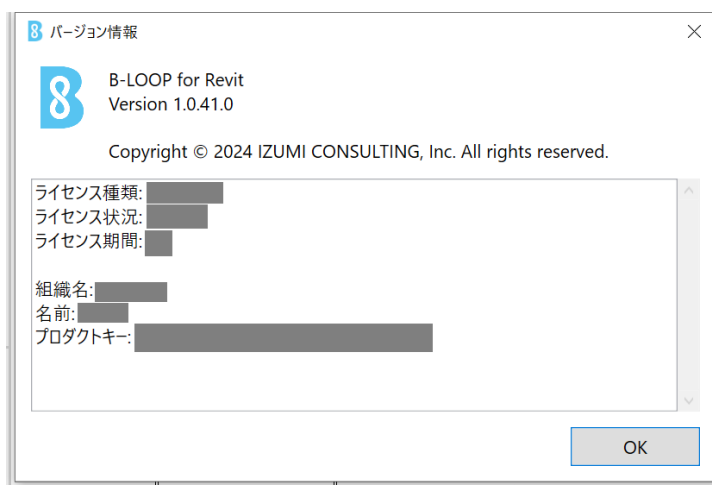 バージョン情報
B-LOOP for Revit
Version 1.0.41.0
Copyright © 2024 IZUMI CONSULTING, Inc. All rights reserved.
ライセンス種類:
ライセンス状況:
ライセンス期間:
組織名:
名前:
プロダクトキー:
OK